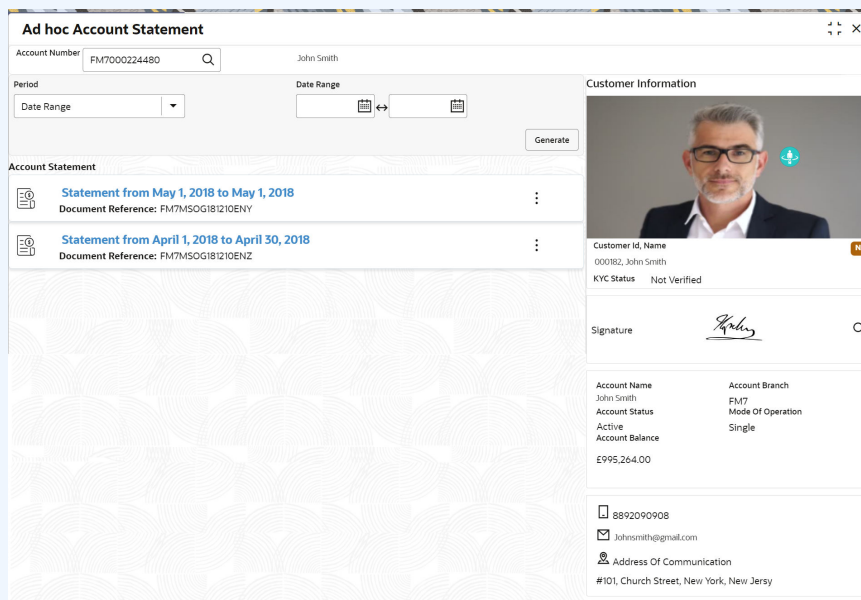 Ad hoc Account Statement
Account Number
FM7000224480
John Smith
Period
Date Range
Date Range
Generate
Account Statement
Statement from May 1, 2018 to May 1, 2018
Document Reference: FM7MSOG181210ENY
Statement from April 1, 2018 to April 30, 2018
Document Reference: FM7MSOG181210ENZ
Customer Information
Customer Id, Name
N
000182, John Smith
KYC Status Not Verified
Signature
Account Name Account Branch
John Smith FM7
Account Status Mode Of Operation
Active Single
Account Balance
£995,264.00
8892090908
Johnsmith@gmail.com
Address Of Communication
#101, Church Street, New York, New Jersy